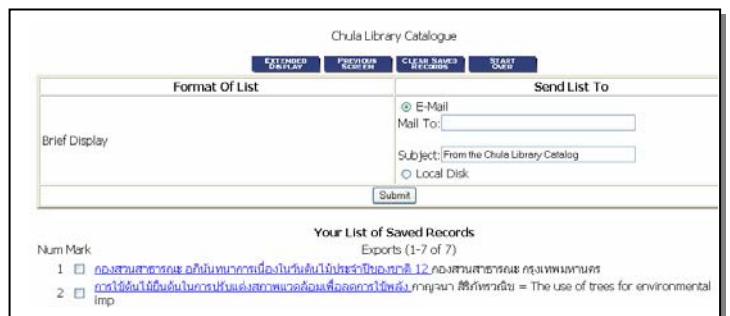 Chula Library Catalogue
EXTENDED DISPLAY PREVIOUS SCREEN CLEAR SAVED RECORDS START OVER
Format Of List Send List To
E-Mail
Mail To:
Brief Display
Subject: From the Chula Library Catalog
Local Disk
Submit
Your List of Saved Records
Num Mark Exports (1-7 of 7)
1 กองสวนสาธารณะ อภินันทนาการเนื่องในวันต้นไม้ประจำปีของชาติ 12 กองสวนสาธารณะ กรุงเทพมหานคร
2 การใช้ต้นไม้ยืนต้นในการปรับแต่งสภาพแวดล้อมเพื่อลดการใช้พลัง กาญจนา สิริภัทรวณิช = The use of trees for environmental
imp